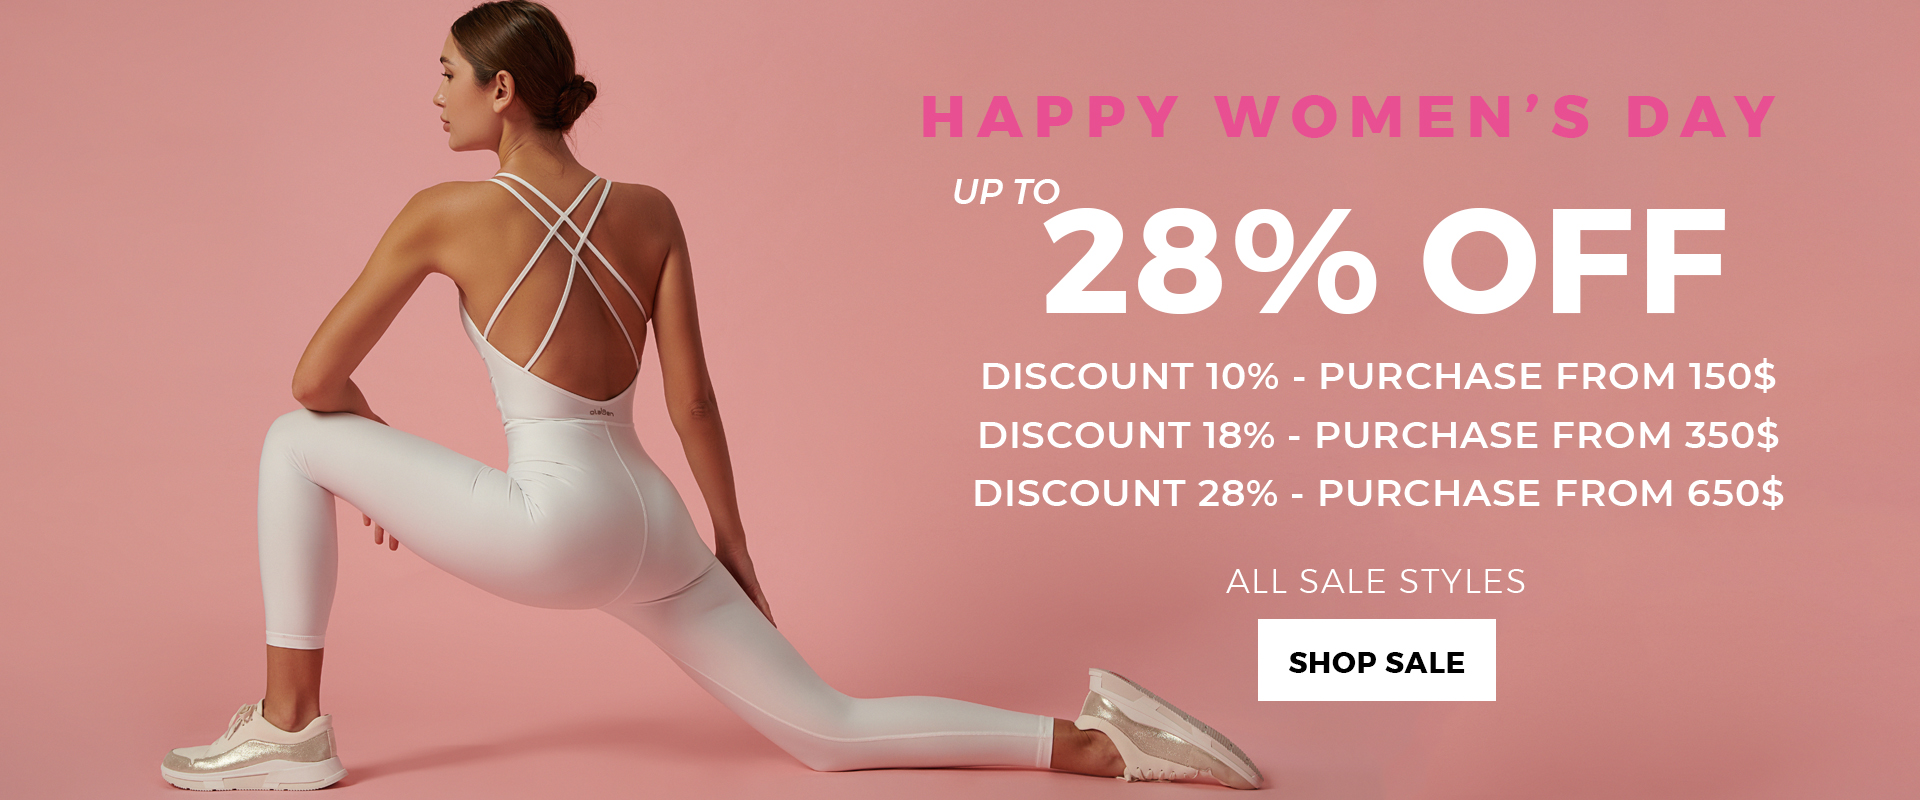 HAPPY WOMEN’S DAY
UP TO
28% OFF
DISCOUNT 10% - PURCHASE FROM 150$
DISCOUNT 18% - PURCHASE FROM 350$
DISCOUNT 28% - PURCHASE FROM 650$
ALL SALE STYLES
SHOP SALE